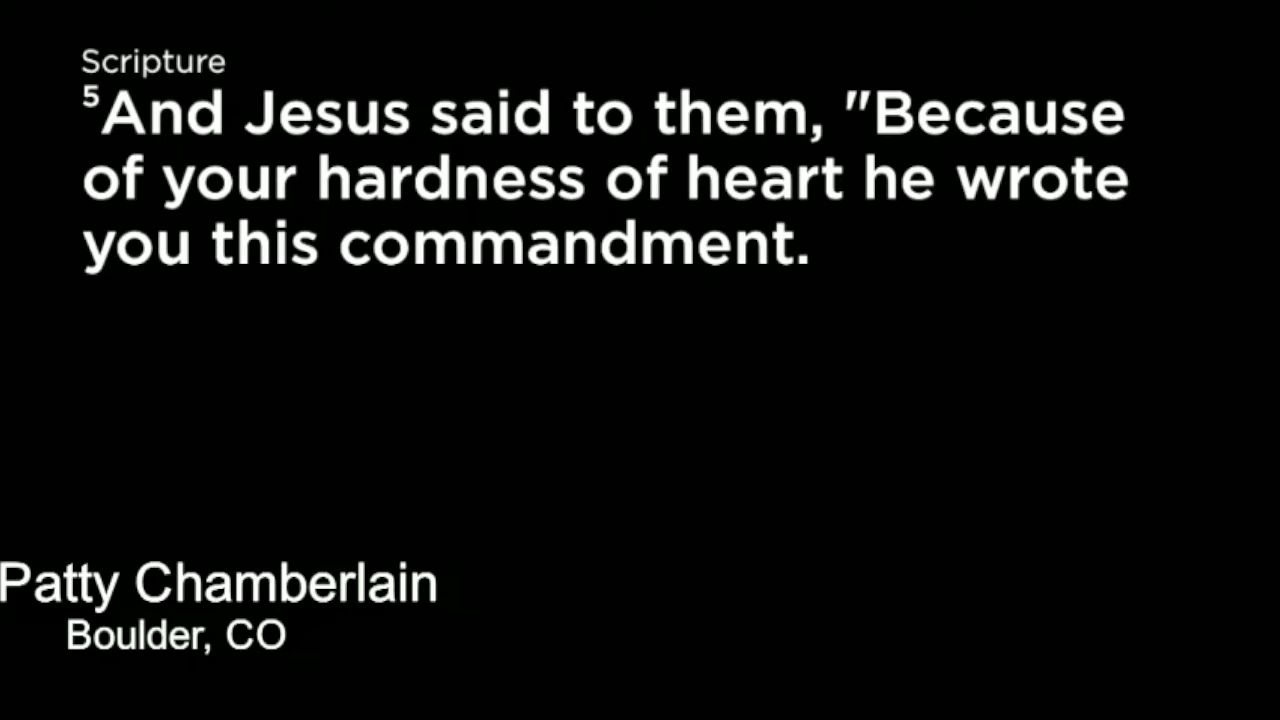 Scripture
⁵And Jesus said to them, "Because
of your hardness of heart he wrote
you this commandment.
Patty Chamberlain
Boulder, CO